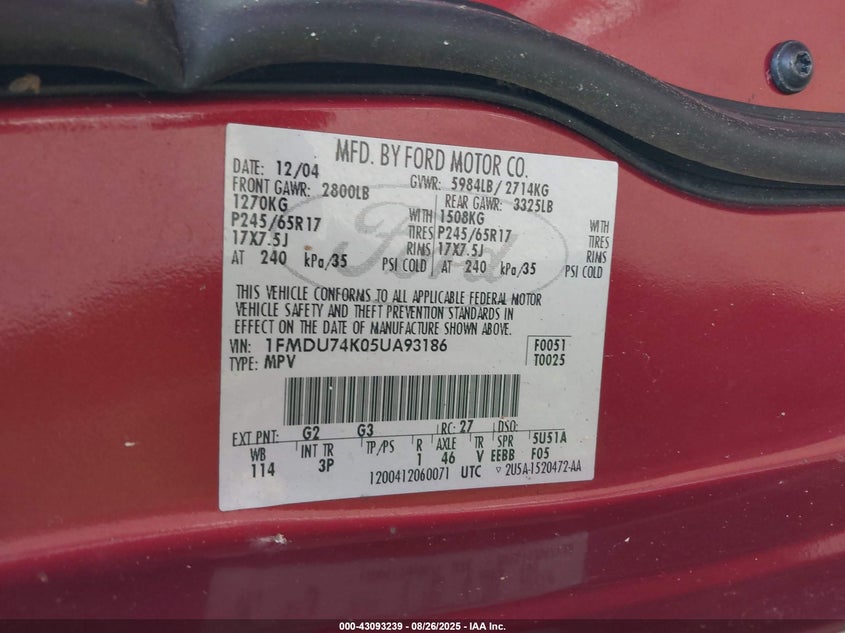 MFD. BY FORD MOTOR CO.
DATE: 12/04 GVWR: 5984LB/ 2714KG
FRONT GAWR: 2800LB REAR GAWR: 3325LB
1270KG WITH 1508KG WITH
P245/65R17 TIRES P245/65R17 TIRES
17X7.5J RIMS 17X7.5J RIMS
AT 240 kPa/35 PSI COLD AT 240 kPa/35 PSI COLD
Ford
THIS VEHICLE CONFORMS TO ALL APPLICABLE FEDERAL MOTOR
VEHICLE SAFETY AND THEFT PREVENTION STANDARDS IN
EFFECT ON THE DATE OF MANUFACTURE SHOWN ABOVE.
VIN: 1FMDU74K05UA93186 F0051
TYPE: MPV T0025
EXT PNT: G2 G3 RC: 27 DSO:
WB INT TR TP/PS R AXLE TR SPR 5U51A
114 3P 1 46 V EEBB F05
1200412060071 UTC ▽ 2U5A-1520472-AA
000-43093239 - 08/26/2025 - IAA Inc.